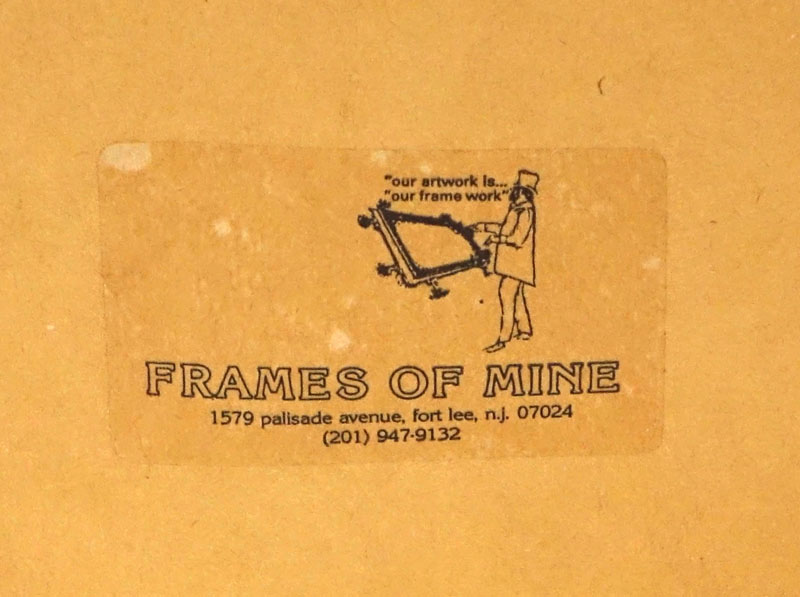 "our artwork is...
"our frame work"
FRAMES OF MINE
1579 palisade avenue, fort lee, n.j. 07024
(201) 947-9132